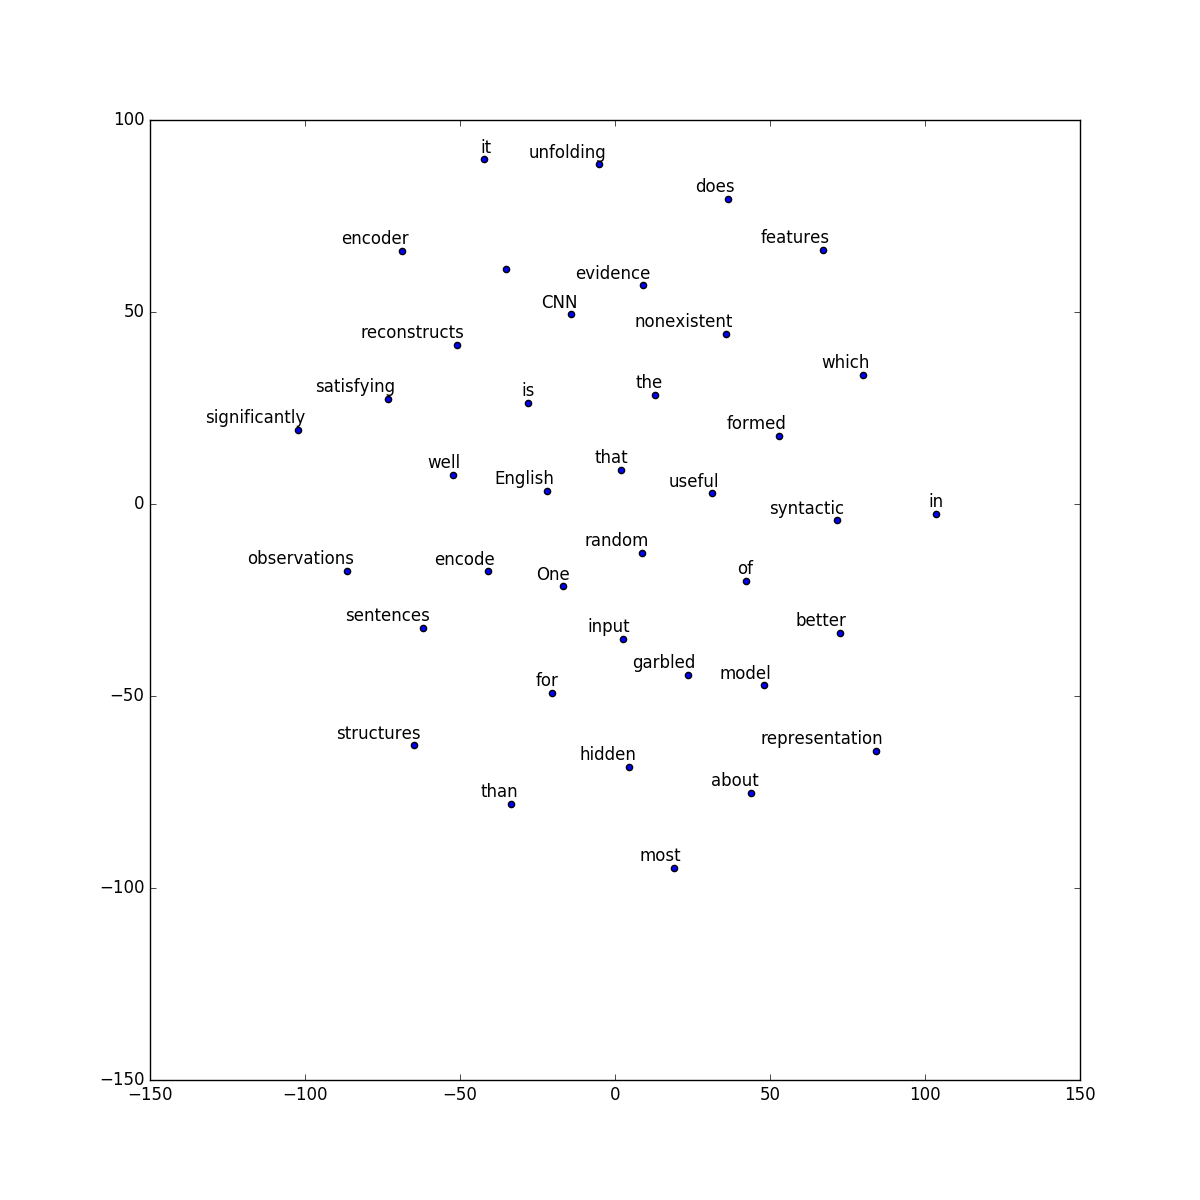 100
it
unfolding
does
encoder
features
evidence
CNN
50
nonexistent
reconstructs
which
satisfying
is
the
significantly
formed
well
that
English
useful
0
syntactic
in
random
observations
encode
One
of
sentences
input
better
garbled
model
for
−50
structures
representation
hidden
about
than
most
−100
−150
−150
−100
−50
0
50
100
150